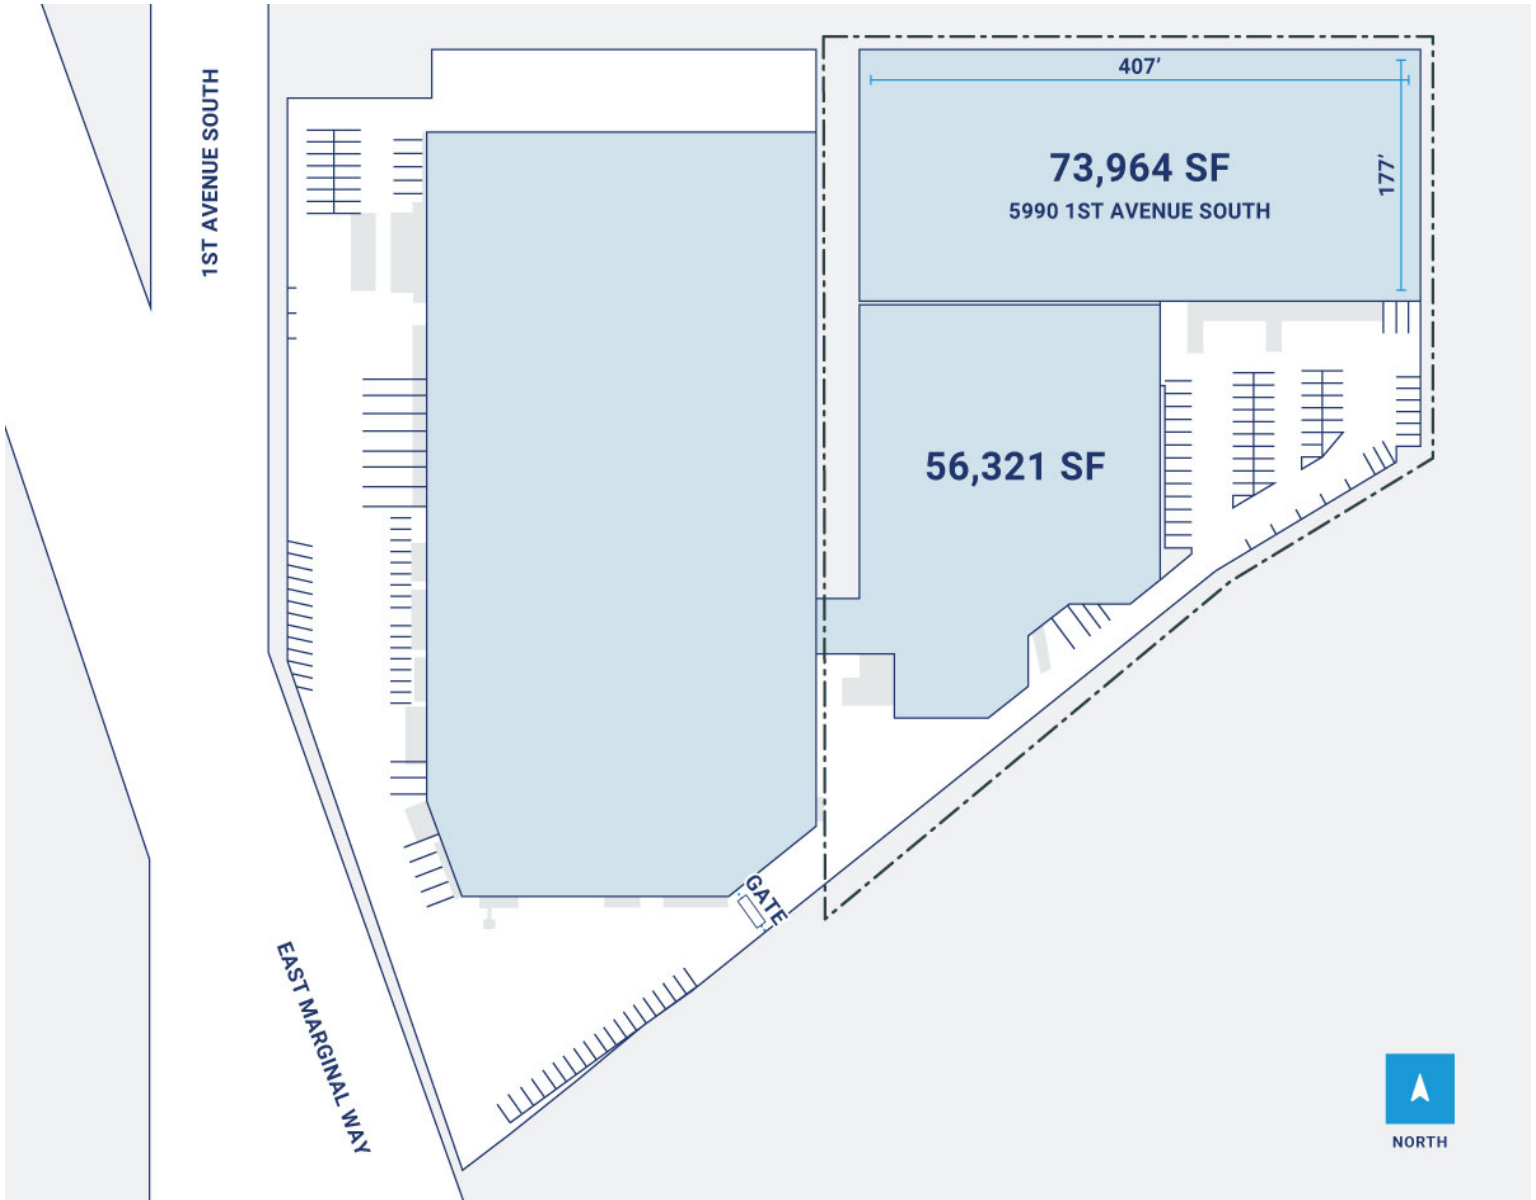 1ST AVENUE SOUTH
407’
73,964 SF
5990 1ST AVENUE SOUTH
177’
56,321 SF
GATE
EAST MARGINAL WAY
NORTH